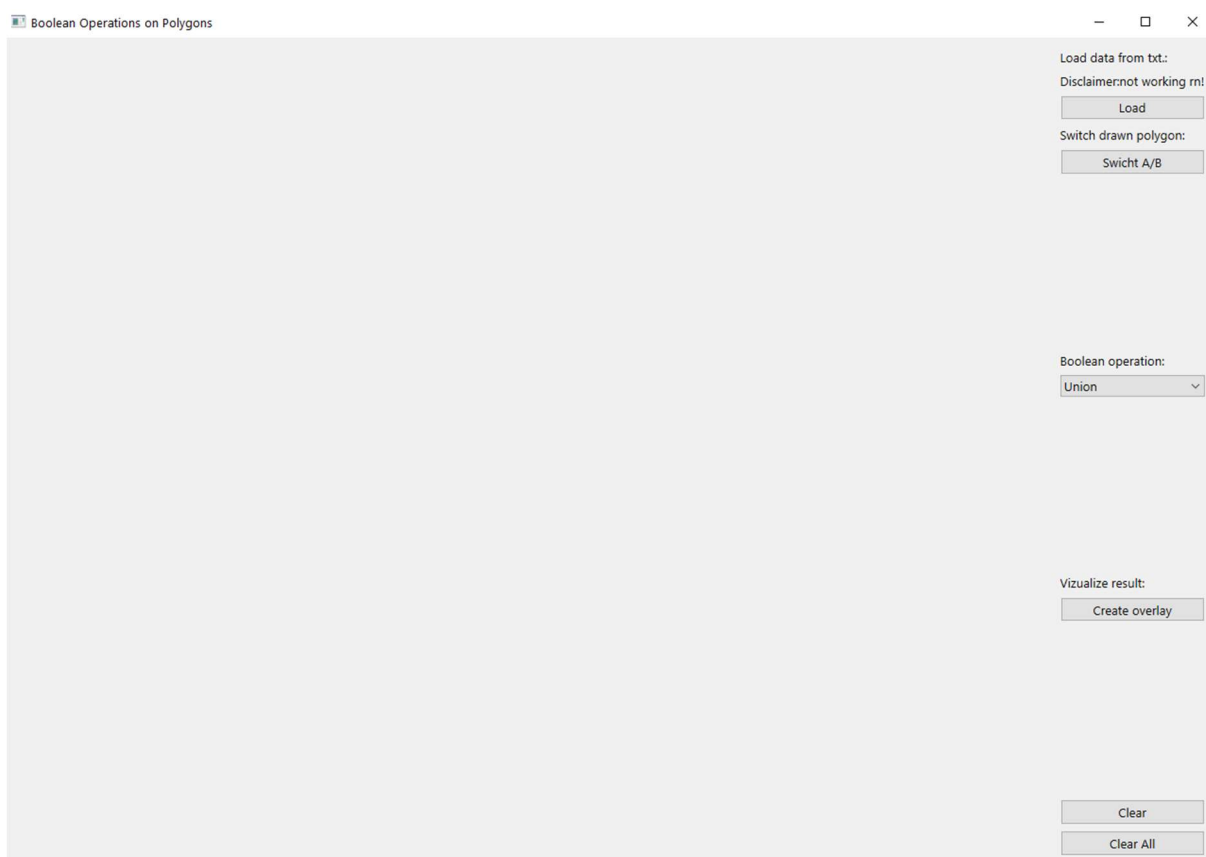 Boolean Operations on Polygons
Load data from txt.:
Disclaimer:not working rn!
Load
Switch drawn polygon:
Swicht A/B
Boolean operation:
Union
Vizualize result:
Create overlay
Clear
Clear All